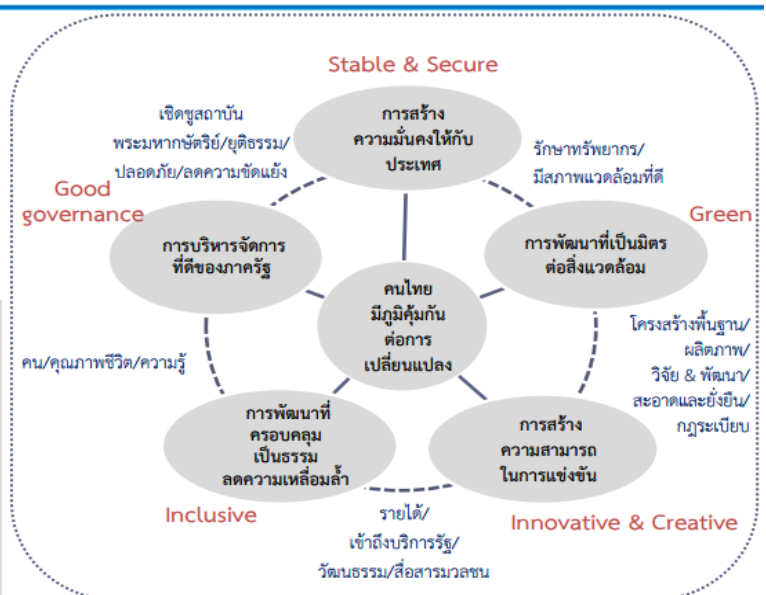 Stable & Secure
การสร้าง
ความมั่นคงให้กับ
ประเทศ
เชิดชูสถาบัน
พระมหากษัตริย์/ยุติธรรม/
ปลอดภัย/ลดความขัดแย้ง
รักษาทรัพยากร/
มีสภาพแวดล้อมที่ดี
Good
governance
Green
การบริหารจัดการ
ที่ดีของภาครัฐ
การพัฒนาที่เป็นมิตร
ต่อสิ่งแวดล้อม
คนไทย
มีภูมิคุ้มกัน
ต่อการ
เปลี่ยนแปลง
คน/คุณภาพชีวิต/ความรู้
โครงสร้างพื้นฐาน/
ผลิตภาพ/
วิจัย & พัฒนา/
สะอาดและยั่งยืน/
กฎระเบียบ
การพัฒนาที่
ครอบคลุม
เป็นธรรม
ลดความเหลื่อมล้ำ
การสร้าง
ความสามารถ
ในการแข่งขัน
Inclusive
Innovative & Creative
รายได้/
เข้าถึงบริการรัฐ/
วัฒนธรรม/สื่อสารมวลชน